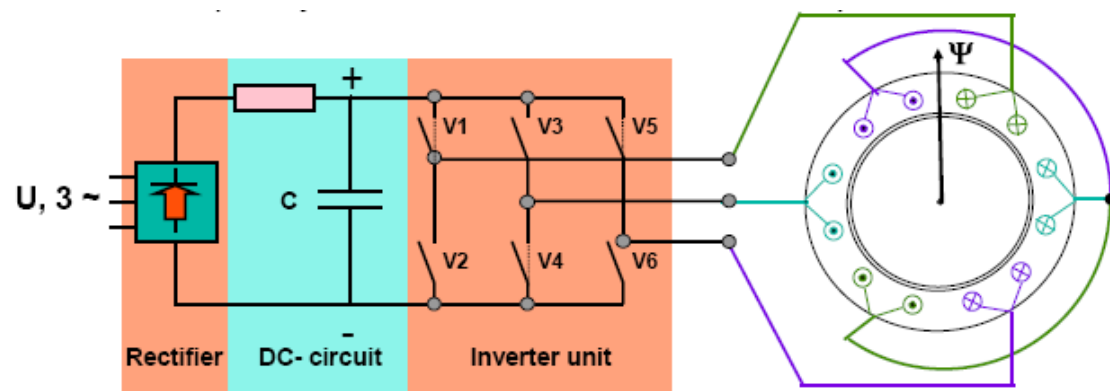 Ψ
+
V1 V3 V5
U, 3 ~
C
V2 V4 V6
-
Rectifier DC- circuit Inverter unit